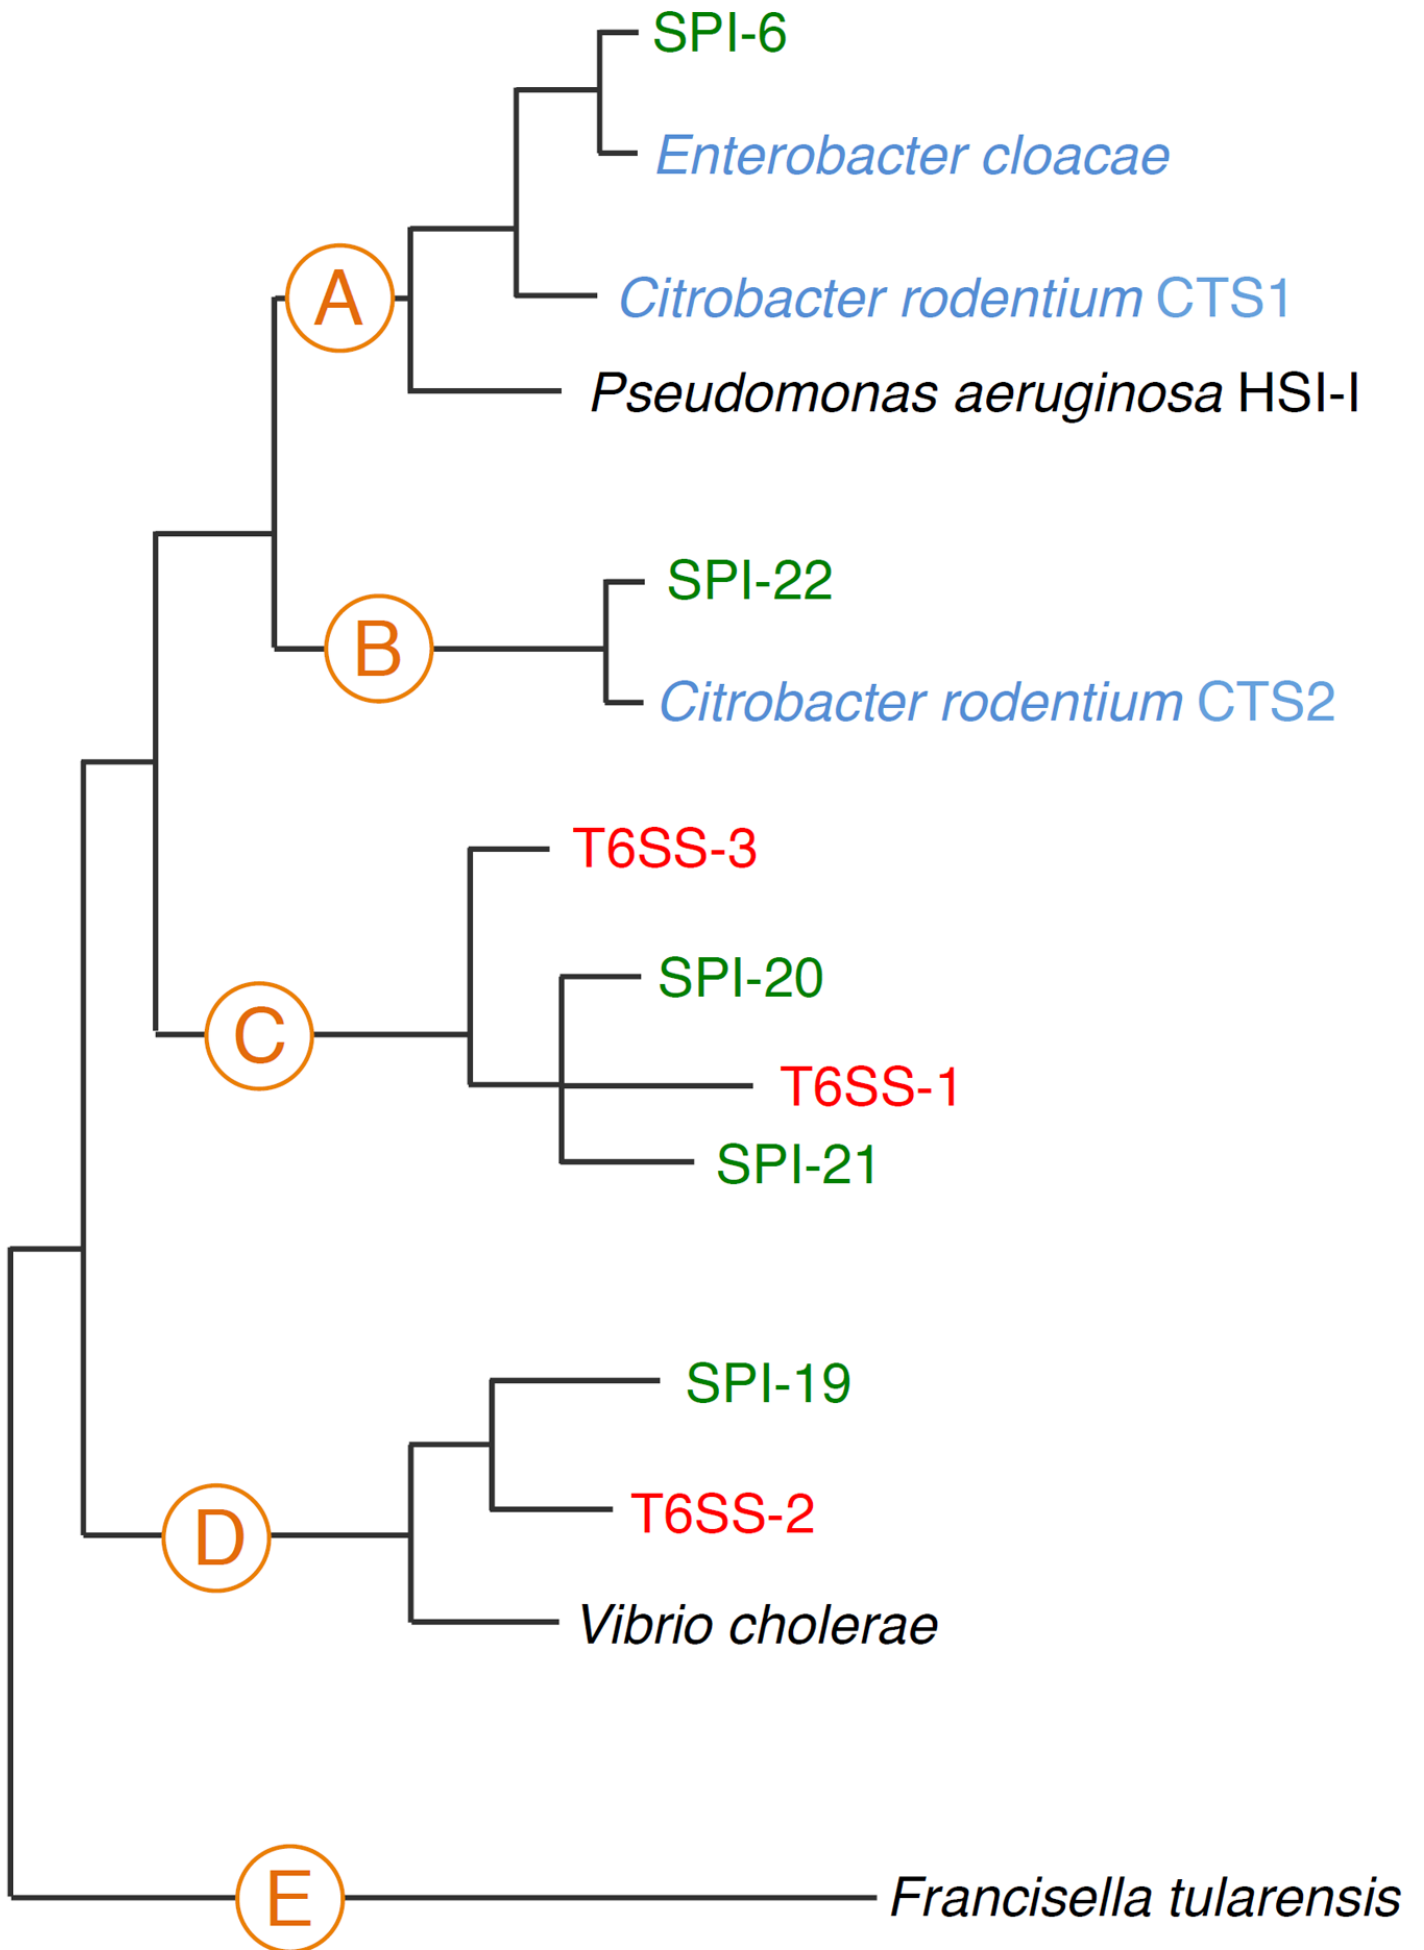 SPI-6
Enterobacter cloacae
A
Citrobacter rodentium CTS1
Pseudomonas aeruginosa HSI-I
SPI-22
B
Citrobacter rodentium CTS2
T6SS-3
SPI-20
C
T6SS-1
SPI-21
SPI-19
T6SS-2
D
Vibrio cholerae
E
Francisella tularensis